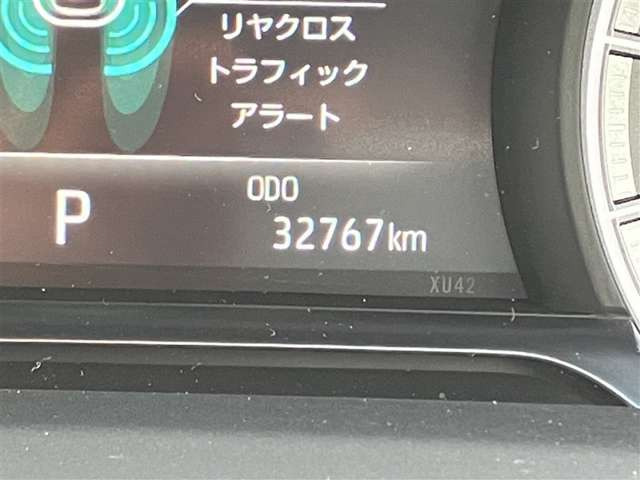 リヤクロス
トラフィック
アラート
P
ODO
32767km
XU42